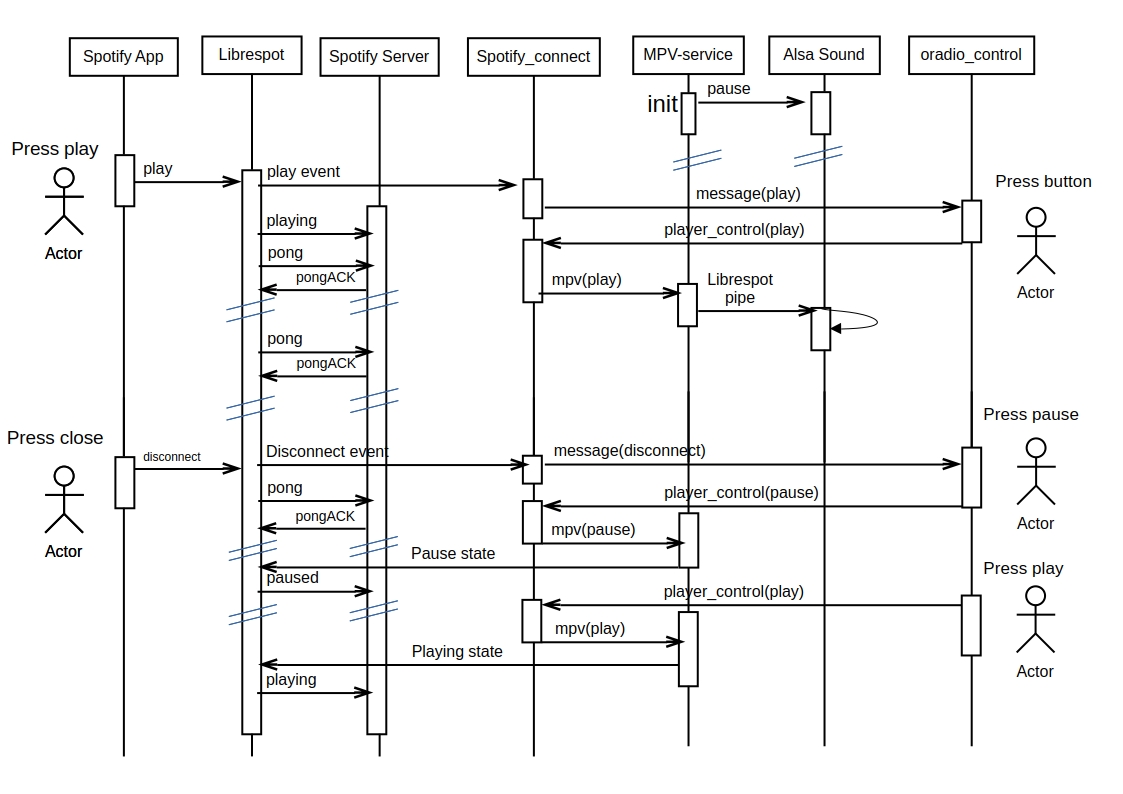 Spotify App
Librespot
Spotify Server
Spotify_connect
MPV-service
Alsa Sound
oradio_control
init
pause
Press play
play
play event
Press button
message(play)
playing
player_control(play)
Actor
pong
pongACK
mpv(play)
Librespot
pipe
Actor
pong
pongACK
Press pause
Press close
disconnect
Disconnect event
message(disconnect)
pong
player_control(pause)
pongACK
mpv(pause)
Actor
Actor
Pause state
paused
Press play
player_control(play)
mpv(play)
Playing state
Actor
playing